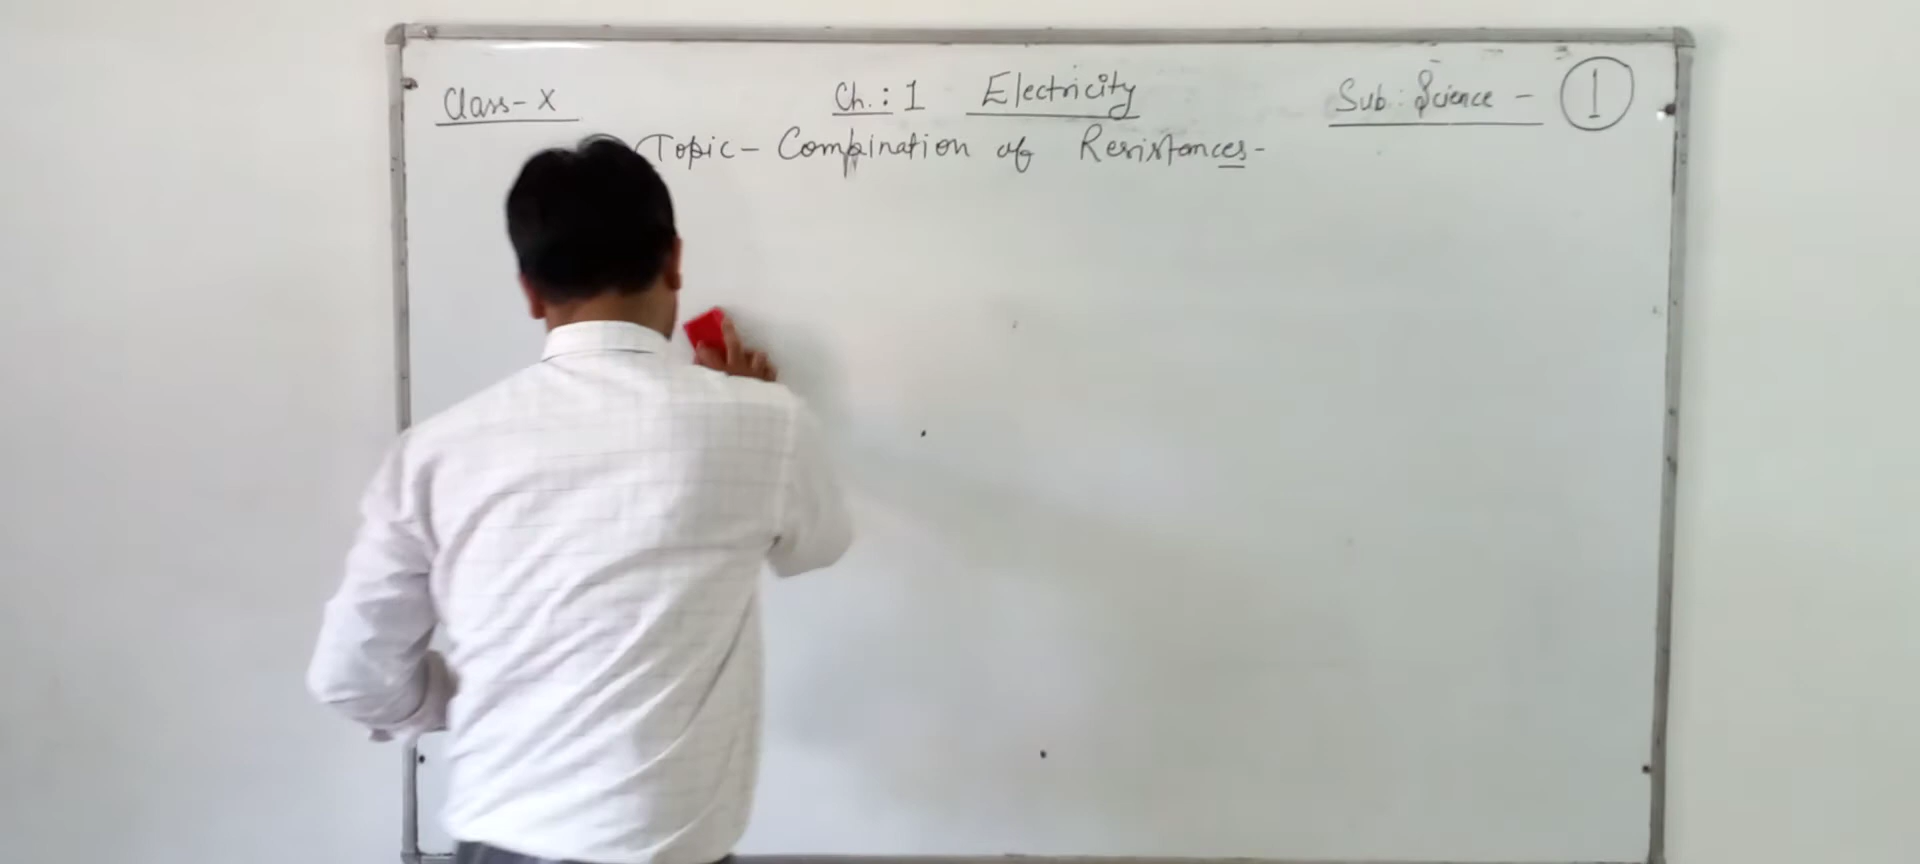 Class-X Ch.: 1 Electricity Sub: Science - 1
Topic - Combination of Resistances-